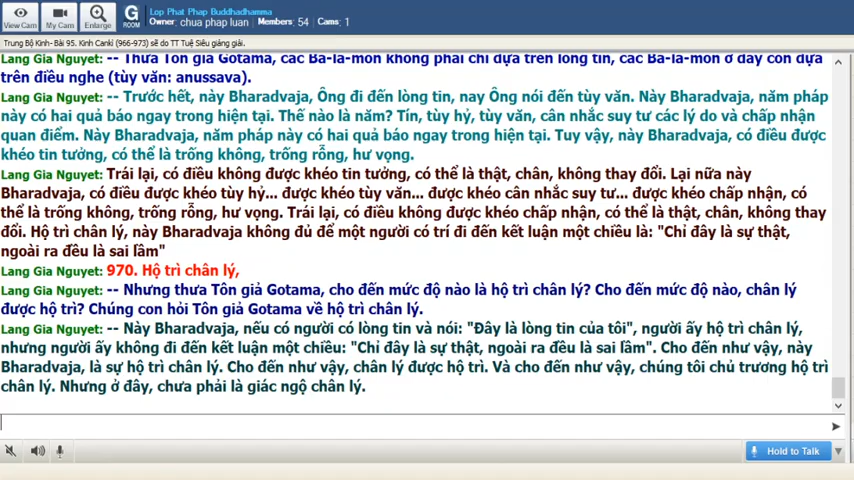 Lop Phat Phap Buddhadhamma
Owner: chua phap luan Members: 54 Cams: 1
View Cam
My Cam
Enlarge
G
ROOM
Trung Bộ Kinh- Bài 95. Kinh Canki (966-973) sẽ do TT Tuệ Siêu giảng giải.
Lang Gia Nguyet: -- Thưa Tôn giả Gotama, các Bà-la-môn không phải chỉ dựa trên lòng tin, các Bà-la-môn ở đây còn dựa
trên điều nghe (tùy văn: anussava).
Lang Gia Nguyet: -- Trước hết, này Bharadvaja, Ông đi đến lòng tin, nay Ông nói đến tùy văn. Này Bharadvaja, năm pháp
này có hai quả báo ngay trong hiện tại. Thế nào là năm? Tín, tùy hỷ, tùy văn, cân nhắc suy tư các lý do và chấp nhận
quan điểm. Này Bharadvaja, năm pháp này có hai quả báo ngay trong hiện tại. Tuy vậy, này Bharadvaja, có điều được
khéo tin tưởng, có thể là trống không, trống rỗng, hư vọng.
Lang Gia Nguyet: Trái lại, có điều không được khéo tin tưởng, có thể là thật, chân, không thay đổi. Lại nữa này
Bharadvaja, có điều được khéo tùy hỷ... được khéo tùy văn... được khéo cân nhắc suy tư... được khéo chấp nhận, có
thể là trống không, trống rỗng, hư vọng. Trái lại, có điều không được khéo chấp nhận, có thể là thật, chân, không thay
đổi. Hộ trì chân lý, này Bharadvaja không đủ để một người có trí đi đến kết luận một chiều là: "Chỉ đây là sự thật,
ngoài ra đều là sai lầm"
Lang Gia Nguyet: 970. Hộ trì chân lý,
Lang Gia Nguyet: -- Nhưng thưa Tôn giả Gotama, cho đến mức độ nào là hộ trì chân lý? Cho đến mức độ nào, chân lý
được hộ trì? Chúng con hỏi Tôn giả Gotama về hộ trì chân lý.
Lang Gia Nguyet: -- Này Bharadvaja, nếu có người có lòng tin và nói: "Đây là lòng tin của tôi", người ấy hộ trì chân lý,
nhưng người ấy không đi đến kết luận một chiều: "Chỉ đây là sự thật, ngoài ra đều là sai lầm". Cho đến như vậy, này
Bharadvaja, là sự hộ trì chân lý. Cho đến như vậy, chân lý được hộ trì. Và cho đến như vậy, chúng tôi chủ trương hộ trì
chân lý. Nhưng ở đây, chưa phải là giác ngộ chân lý.
Hold to Talk